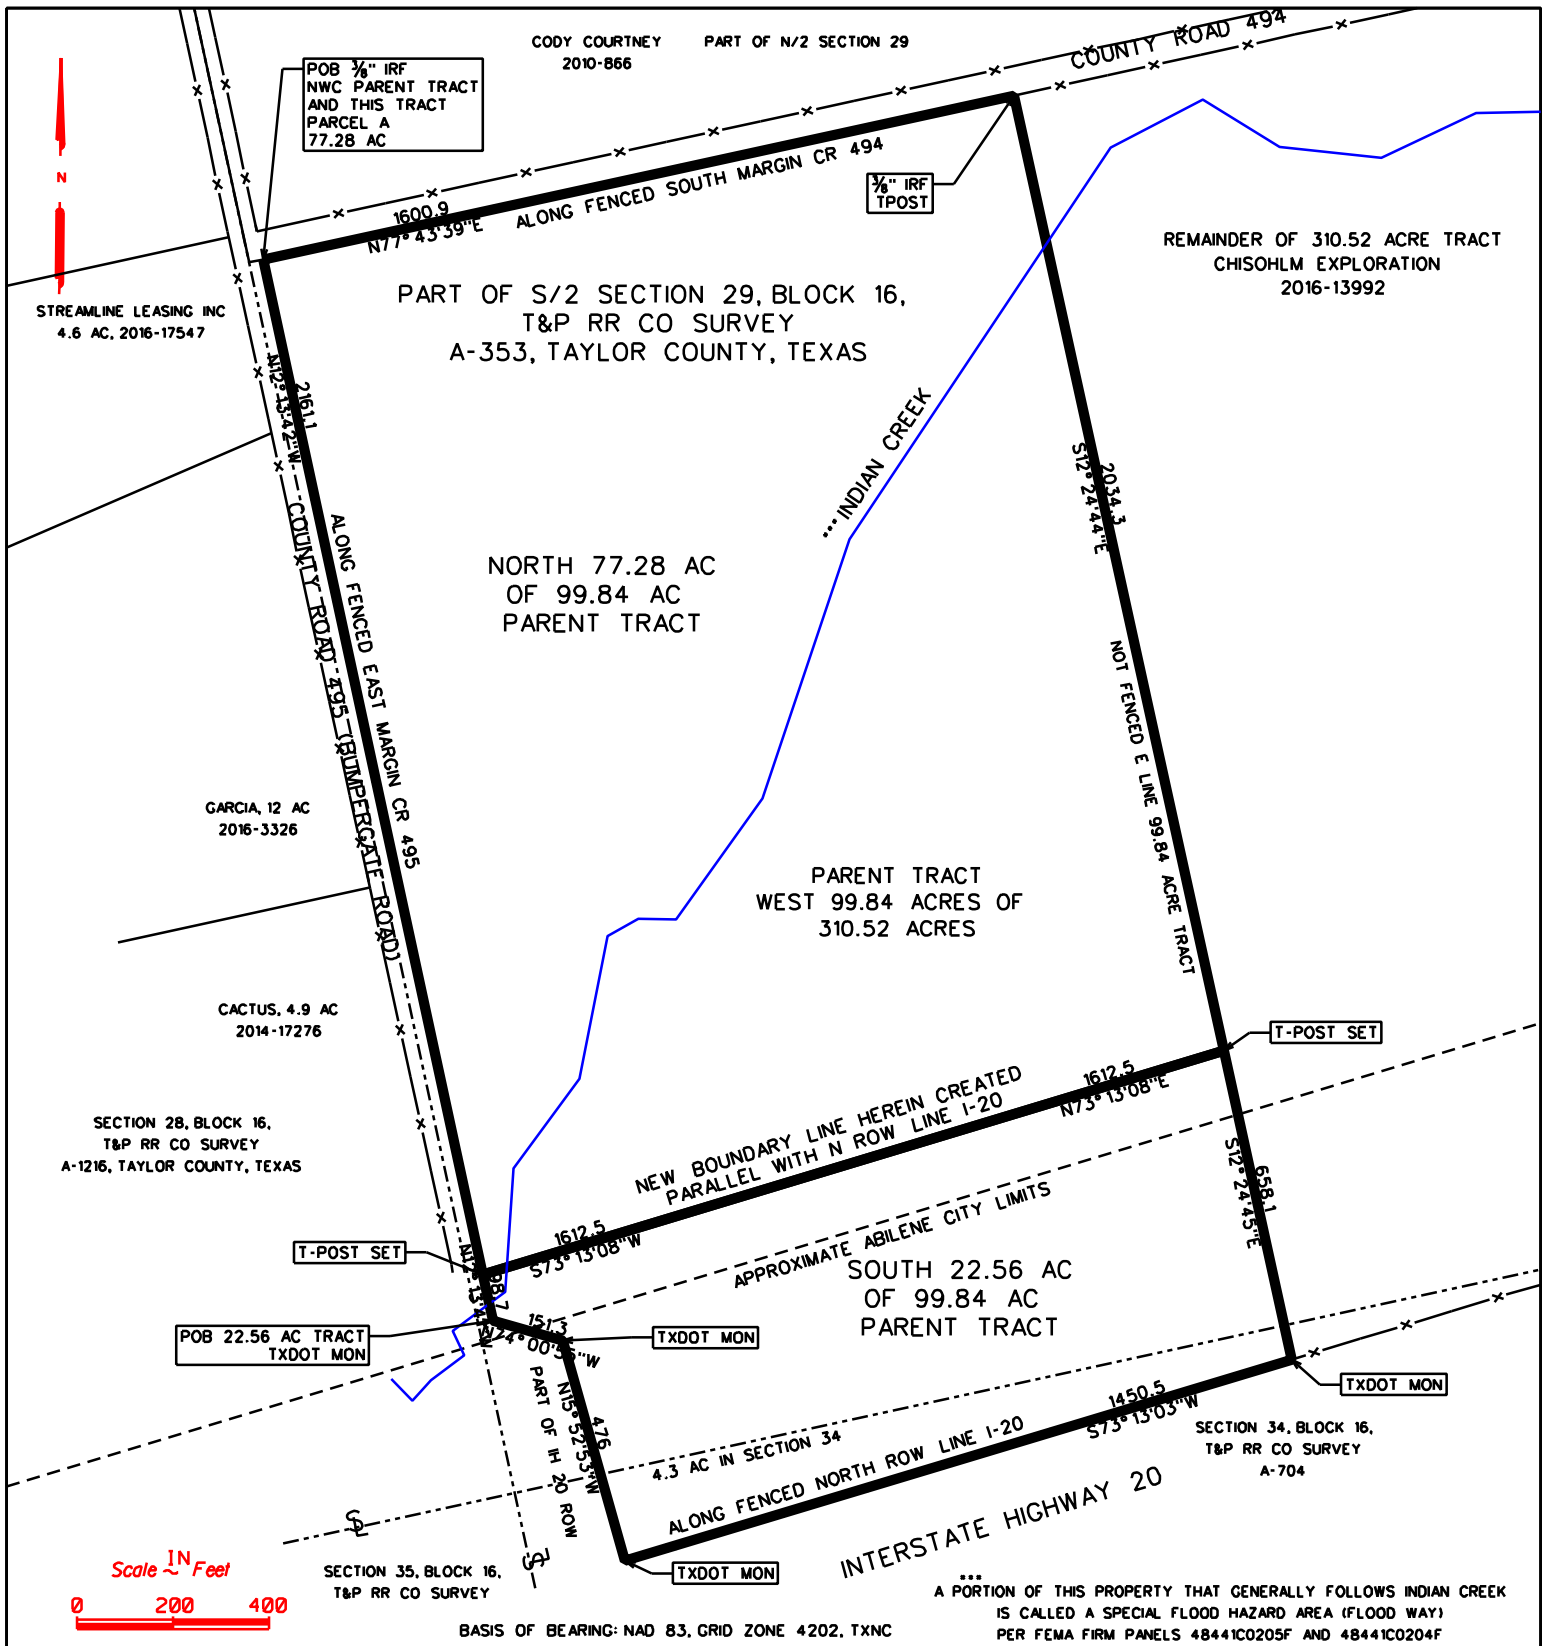 CODY COURTNEY PART OF N/2 SECTION 29
2010-866
COUNTY ROAD 494
POB 3/8" IRF
NWC PARENT TRACT
AND THIS TRACT
PARCEL A
77.28 AC
N
1600.9
N77°43'39"E
ALONG FENCED SOUTH MARGIN CR 494
3/8" IRF
TPOST
REMAINDER OF 310.52 ACRE TRACT
CHISOHLM EXPLORATION
2016-13992
STREAMLINE LEASING INC
4.6 AC, 2016-17547
PART OF S/2 SECTION 29, BLOCK 16,
T&P RR CO SURVEY
A-353, TAYLOR COUNTY, TEXAS
2161.1
N12°13'42"W
ALONG FENCED EAST MARGIN CR 495
COUNTY ROAD 495 (BUMPERGATE ROAD)
***INDIAN CREEK
2034.3
S12°24'44"E
NOT FENCED E LINE 99.84 ACRE TRACT
NORTH 77.28 AC
OF 99.84 AC
PARENT TRACT
GARCIA, 12 AC
2016-3326
PARENT TRACT
WEST 99.84 ACRES OF
310.52 ACRES
CACTUS, 4.9 AC
2014-17276
T-POST SET
SECTION 28, BLOCK 16,
T&P RR CO SURVEY
A-1216, TAYLOR COUNTY, TEXAS
1612.5
N73°13'08"E
NEW BOUNDARY LINE HEREIN CREATED
PARALLEL WITH N ROW LINE I-20
1612.5
S73°13'08"W
658.1
S12°24'45"E
APPROXIMATE ABILENE CITY LIMITS
T-POST SET
98.7
SOUTH 22.56 AC
OF 99.84 AC
PARENT TRACT
POB 22.56 AC TRACT
TXDOT MON
151.3
TXDOT MON
PART OF IH 20 ROW
476
N15°52'53"W
TXDOT MON
1450.5
S73°13'03"W
4.3 AC IN SECTION 34
ALONG FENCED NORTH ROW LINE I-20
SECTION 34, BLOCK 16,
T&P RR CO SURVEY
A-704
INTERSTATE HIGHWAY 20
Scale ~ IN Feet
0 200 400
SECTION 35, BLOCK 16,
T&P RR CO SURVEY
TXDOT MON
BASIS OF BEARING: NAD 83, GRID ZONE 4202, TXNC
***
A PORTION OF THIS PROPERTY THAT GENERALLY FOLLOWS INDIAN CREEK
IS CALLED A SPECIAL FLOOD HAZARD AREA (FLOOD WAY)
PER FEMA FIRM PANELS 48441C0205F AND 48441C0204F